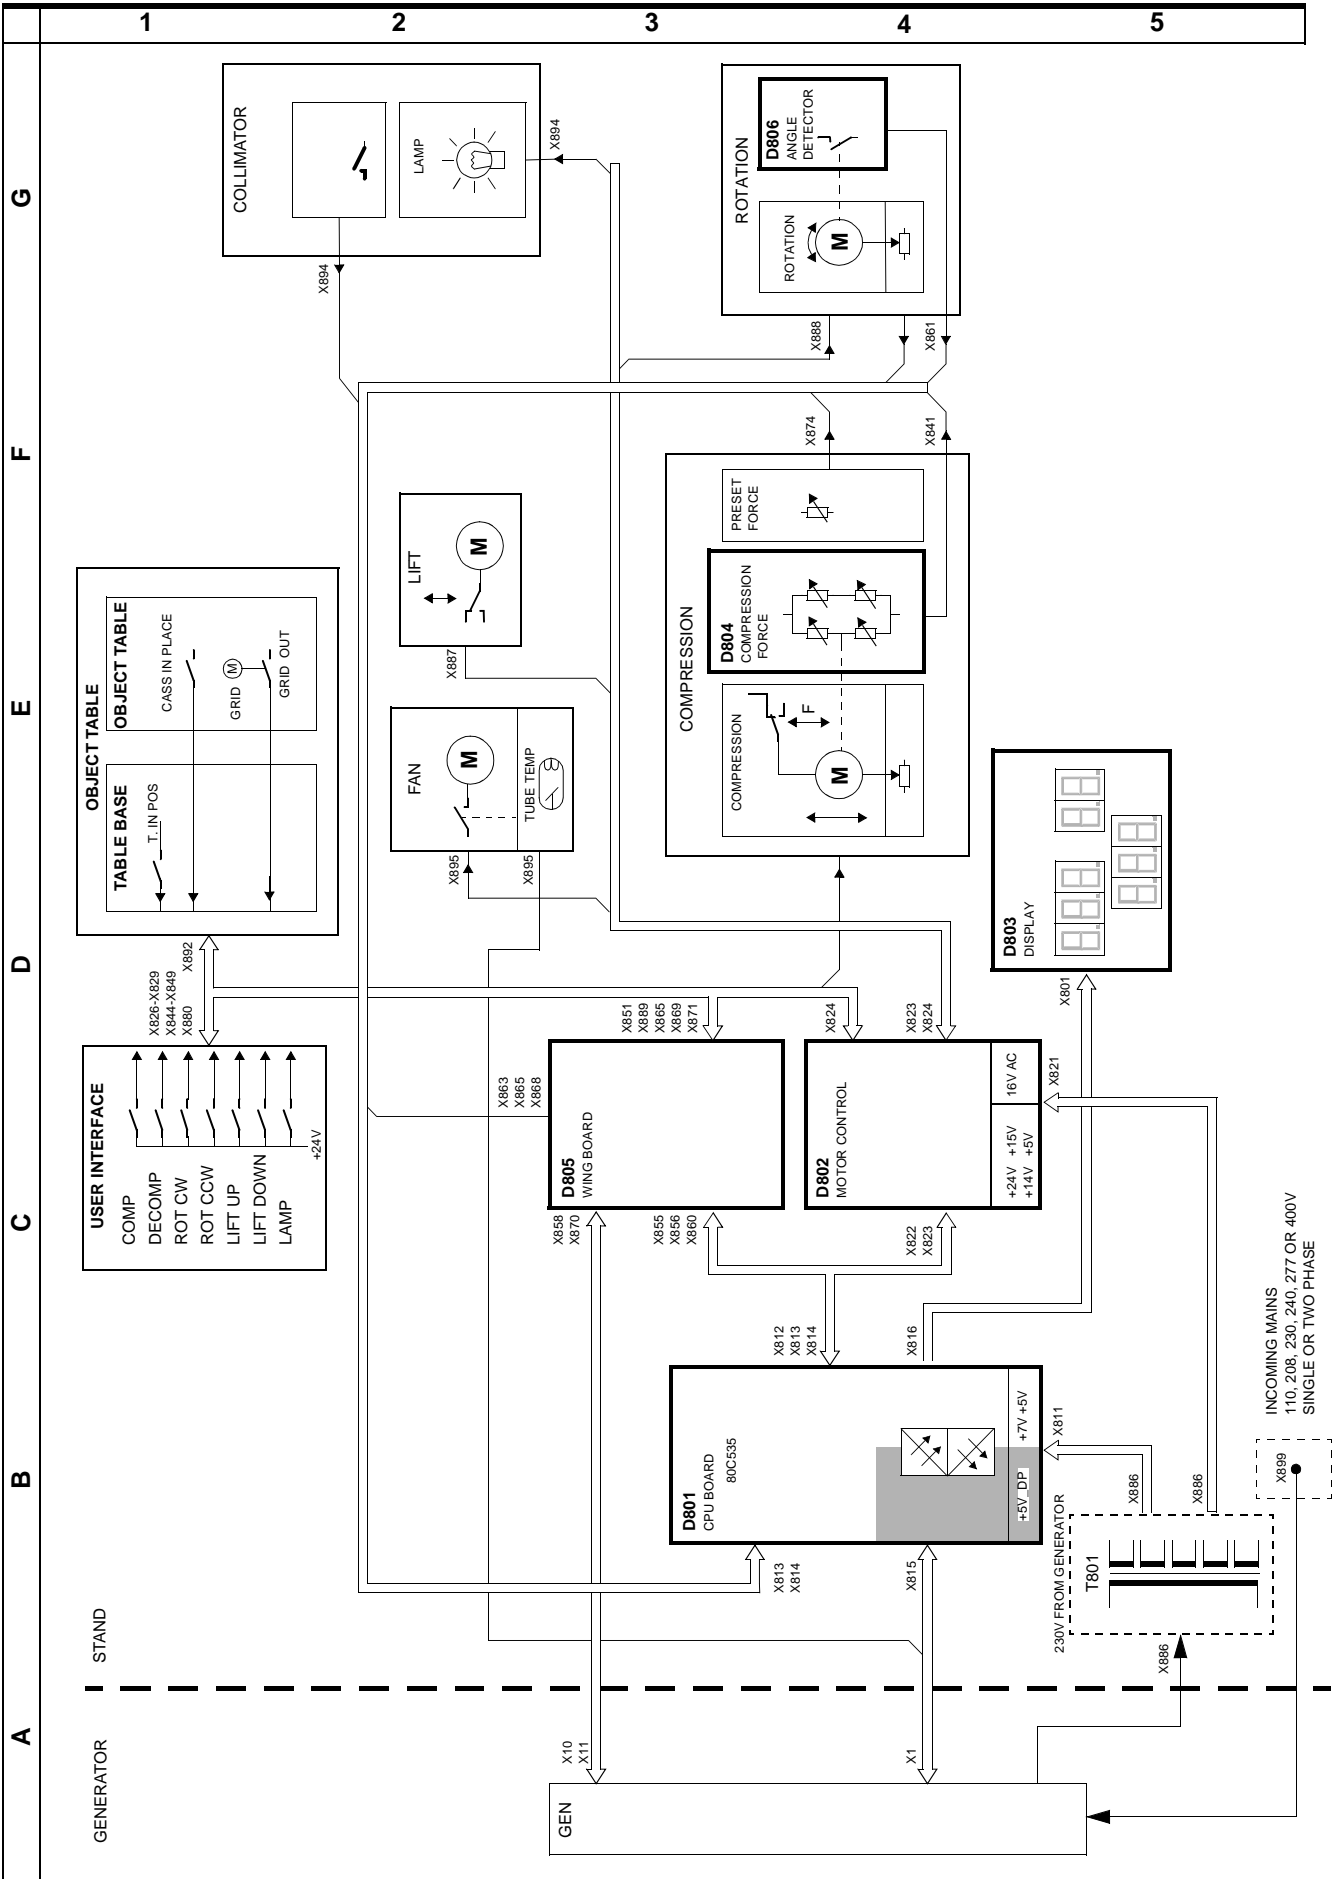 1
2
3
4
5
G
F
E
D
C
B
A
COLLIMATOR
LAMP
X894
X894
ROTATION
D806
ANGLE
DETECTOR
ROTATION
M
X888
X861
X874
X841
COMPRESSION
PRESET
FORCE
D804
COMPRESSION
FORCE
COMPRESSION
F
M
LIFT
M
X887
FAN
M
TUBE TEMP
X895
X895
OBJECT TABLE
OBJECT TABLE
CASS IN PLACE
GRID
M
GRID OUT
TABLE BASE
T. IN POS
X892
X826-X829
X844-X849
X880
USER INTERFACE
COMP
DECOMP
ROT CW
ROT CCW
LIFT UP
LIFT DOWN
LAMP
+24V
D803
DISPLAY
X801
X851
X889
X865
X869
X871
X824
X823
X824
X863
X865
X868
D805
WING BOARD
D802
MOTOR CONTROL
16V AC
+24V +15V
+14V +5V
X821
X858
X870
X855
X856
X860
X822
X823
X812
X813
X814
X816
D801
CPU BOARD
80C535
+5V_DP
+7V +5V
X811
X813
X814
X815
X886
X886
230V FROM GENERATOR
T801
X886
X899
INCOMING MAINS
110, 208, 230, 240, 277 OR 400V
SINGLE OR TWO PHASE
STAND
GENERATOR
X10
X11
X1
GEN